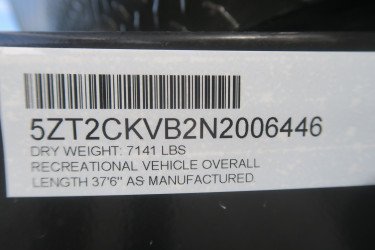 5ZT2CKVB2N2006446
DRY WEIGHT: 7141 LBS
RECREATIONAL VEHICLE OVERALL
LENGTH 37'6" AS MANUFACTURED